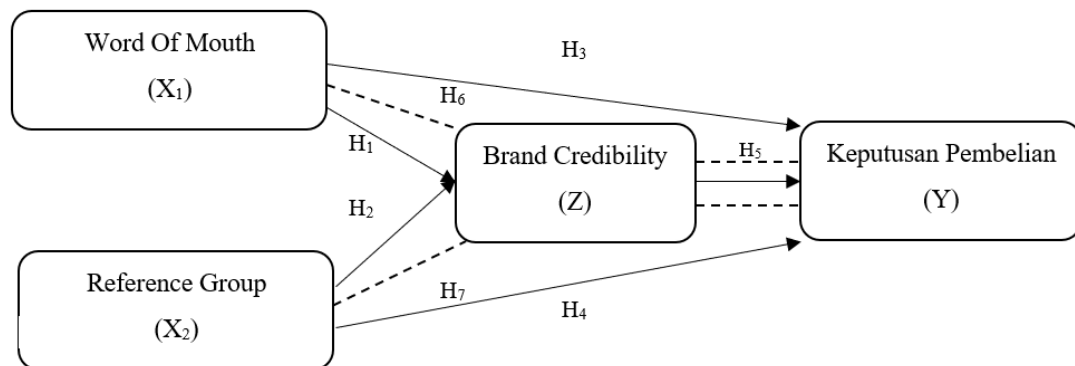 Word Of Mouth
(X₁)
H₃
H₆
H₁
Brand Credibility
(Z)
H₅
Keputusan Pembelian
(Y)
H₂
Reference Group
(X₂)
H₇
H₄